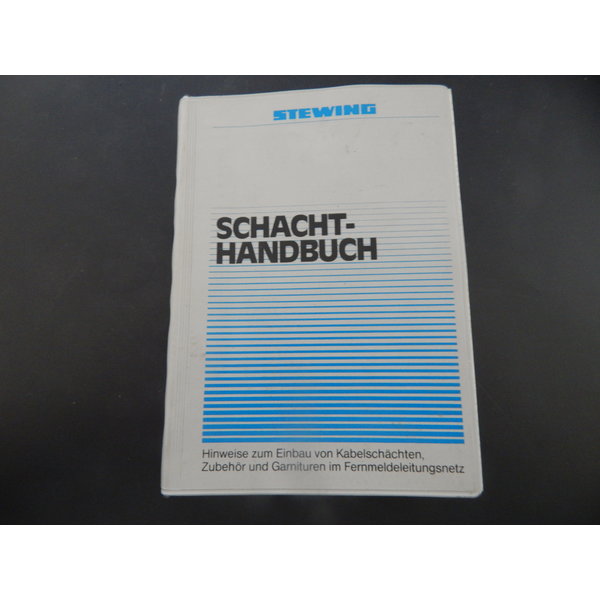 STEWING
SCHACHT-
HANDBUCH
Hinweise zum Einbau von Kabelschächten,
Zubehör und Garnituren im Fernmeldeleitungsnetz